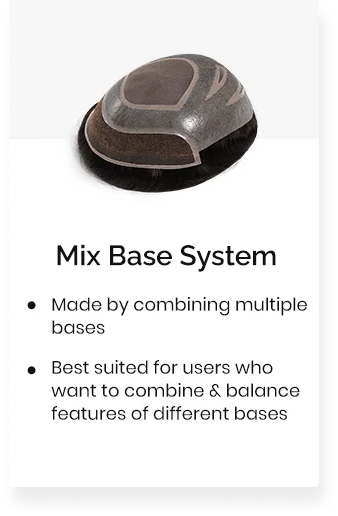 Mix Base System
● Made by combining multiple
bases
● Best suited for users who
want to combine & balance
features of different bases